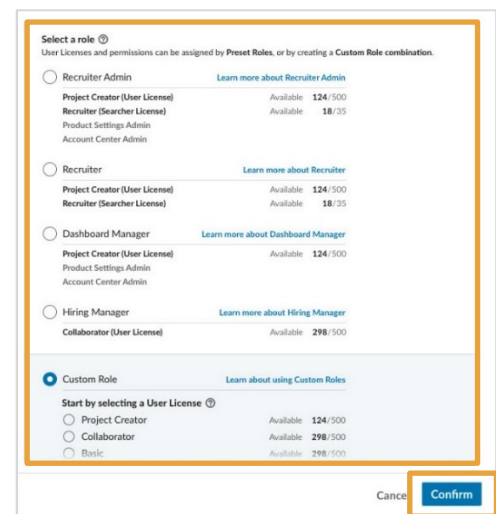 Select a role ?
User Licenses and permissions can be assigned by Preset Roles, or by creating a Custom Role combination.
Recruiter Admin Learn more about Recruiter Admin
Project Creator (User License) Available 124/500
Recruiter (Searcher License) Available 18/35
Product Settings Admin
Account Center Admin
Recruiter Learn more about Recruiter
Project Creator (User License) Available 124/500
Recruiter (Searcher License) Available 18/35
Dashboard Manager Learn more about Dashboard Manager
Project Creator (User License) Available 124/500
Product Settings Admin
Account Center Admin
Hiring Manager Learn more about Hiring Manager
Collaborator (User License) Available 298/500
Custom Role Learn about using Custom Roles
Start by selecting a User License ?
Project Creator Available 124/500
Collaborator Available 298/500
Basic Available 298/500
Cance Confirm